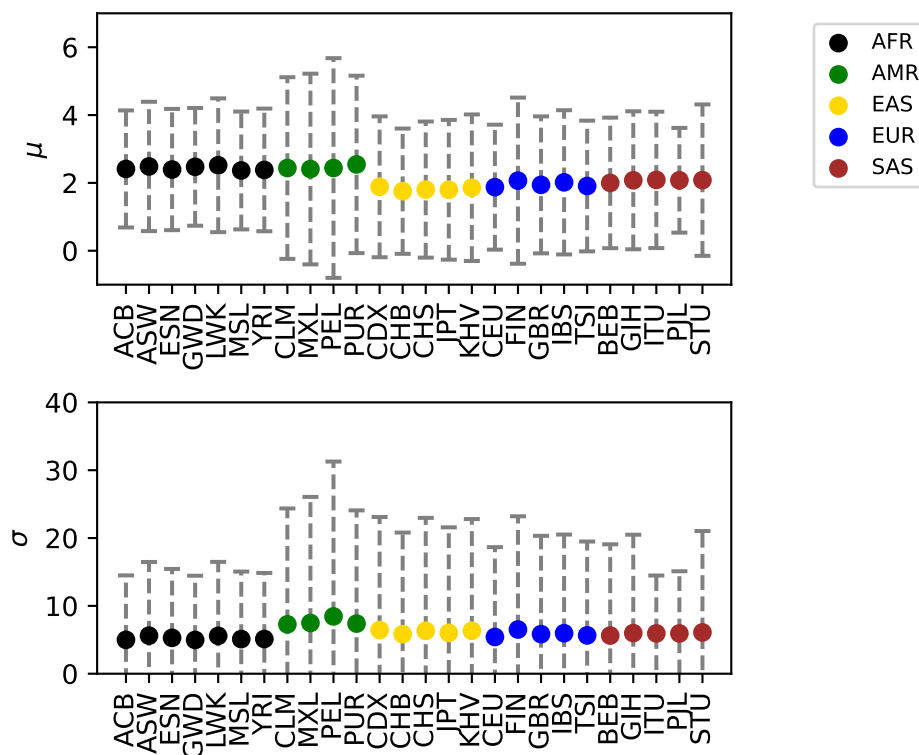 6
4
2
0
μ
ACB
ASW
ESN
GWD
LWK
MSL
YRI
CLM
MXL
PEL
PUR
CDX
CHB
CHS
JPT
KHV
CEU
FIN
GBR
IBS
TSI
BEB
GIH
ITU
PJL
STU
AFR
AMR
EAS
EUR
SAS
40
30
20
10
0
σ
ACB
ASW
ESN
GWD
LWK
MSL
YRI
CLM
MXL
PEL
PUR
CDX
CHB
CHS
JPT
KHV
CEU
FIN
GBR
IBS
TSI
BEB
GIH
ITU
PJL
STU